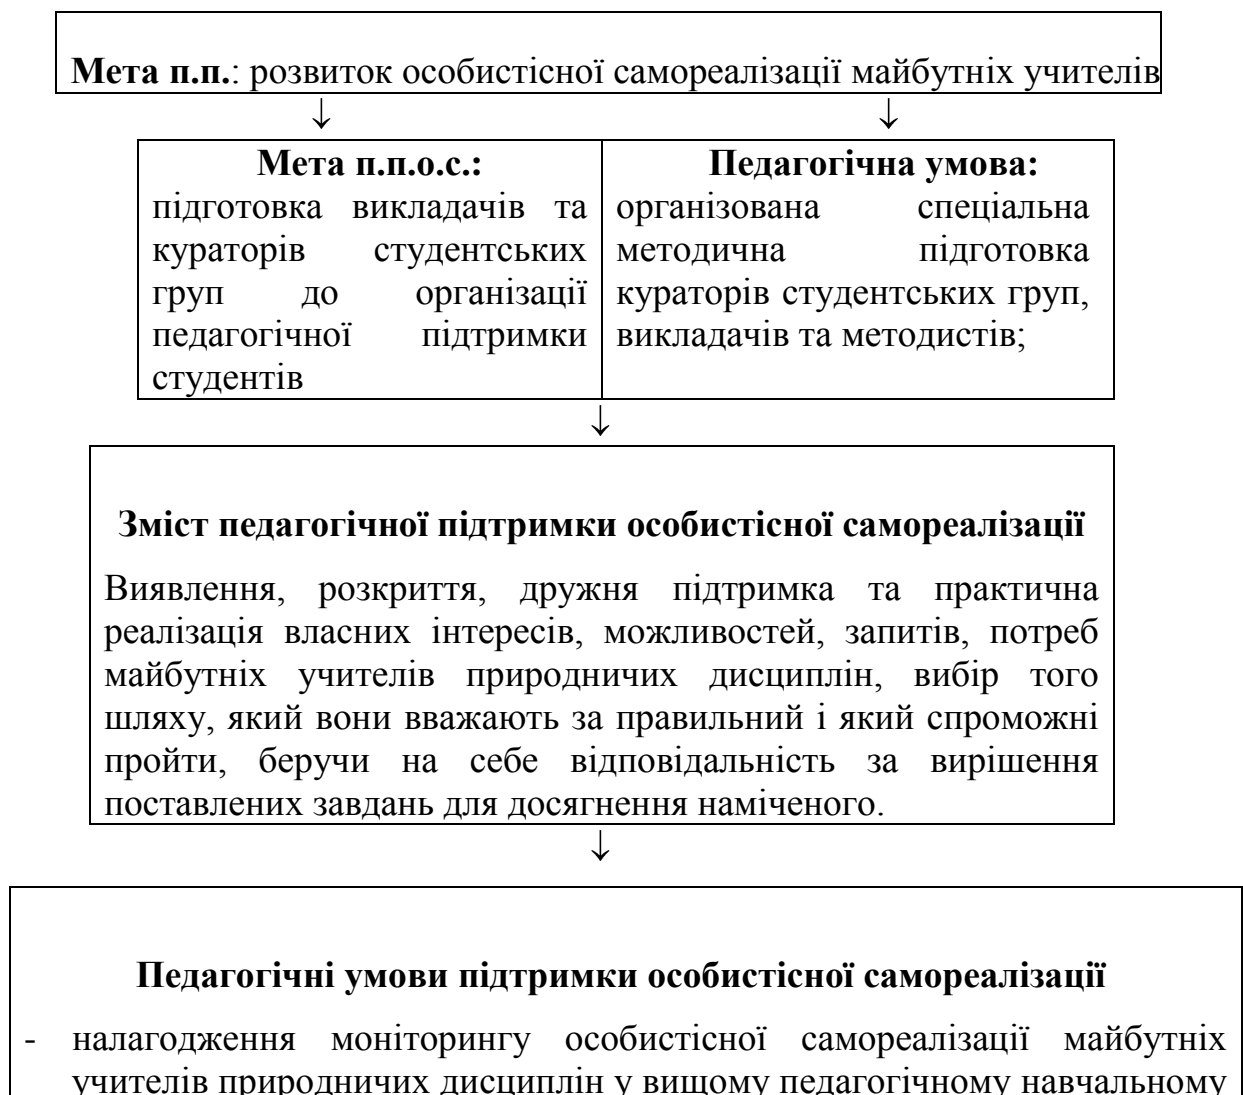 Мета п.п.: розвиток особистісної самореалізації майбутніх учителів
↓ ↓
Мета п.п.о.с.:
підготовка викладачів та
кураторів студентських
груп до організації
педагогічної підтримки
студентів
Педагогічна умова:
організована спеціальна
методична підготовка
кураторів студентських груп,
викладачів та методистів;
↓
Зміст педагогічної підтримки особистісної самореалізації
Виявлення, розкриття, дружня підтримка та практична
реалізація власних інтересів, можливостей, запитів, потреб
майбутніх учителів природничих дисциплін, вибір того
шляху, який вони вважають за правильний і який спроможні
пройти, беручи на себе відповідальність за вирішення
поставлених завдань для досягнення наміченого.
↓
Педагогічні умови підтримки особистісної самореалізації
- налагодження моніторингу особистісної самореалізації майбутніх
учителів природничих дисциплін у вищому педагогічному навчальному